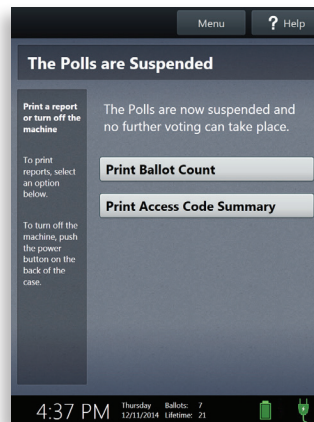 Menu
? Help
The Polls are Suspended
Print a report
or turn off the
machine
To print
reports, select
an option
below.
To turn off the
machine, push
the power
button on the
back of the
case.
The Polls are now suspended and
no further voting can take place.
Print Ballot Count
Print Access Code Summary
4:37 PM
Thursday Ballots: 7
12/11/2014 Lifetime: 21